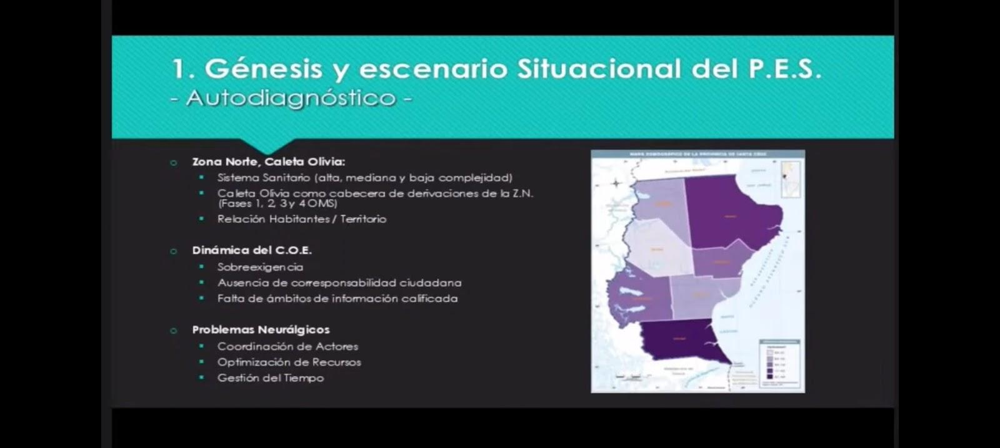 1. Génesis y escenario Situacional del P.E.S.
- Autodiagnóstico -
Zona Norte, Caleta Olivia:
Sistema Sanitario (alta, mediana y baja complejidad)
Caleta Olivia como cabecera de derivaciones de la Z.N.
(Fases 1, 2, 3 y 4 OMS)
Relación Habitantes / Territorio
Dinámica del C.O.E.
Sobreexigencia
Ausencia de corresponsabilidad ciudadana
Falta de ámbitos de información calificada
Problemas Neurálgicos
Coordinación de Actores
Optimización de Recursos
Gestión del Tiempo
MAPA DEMOGRÁFICO DE LA PROVINCIA DE SANTA CRUZ